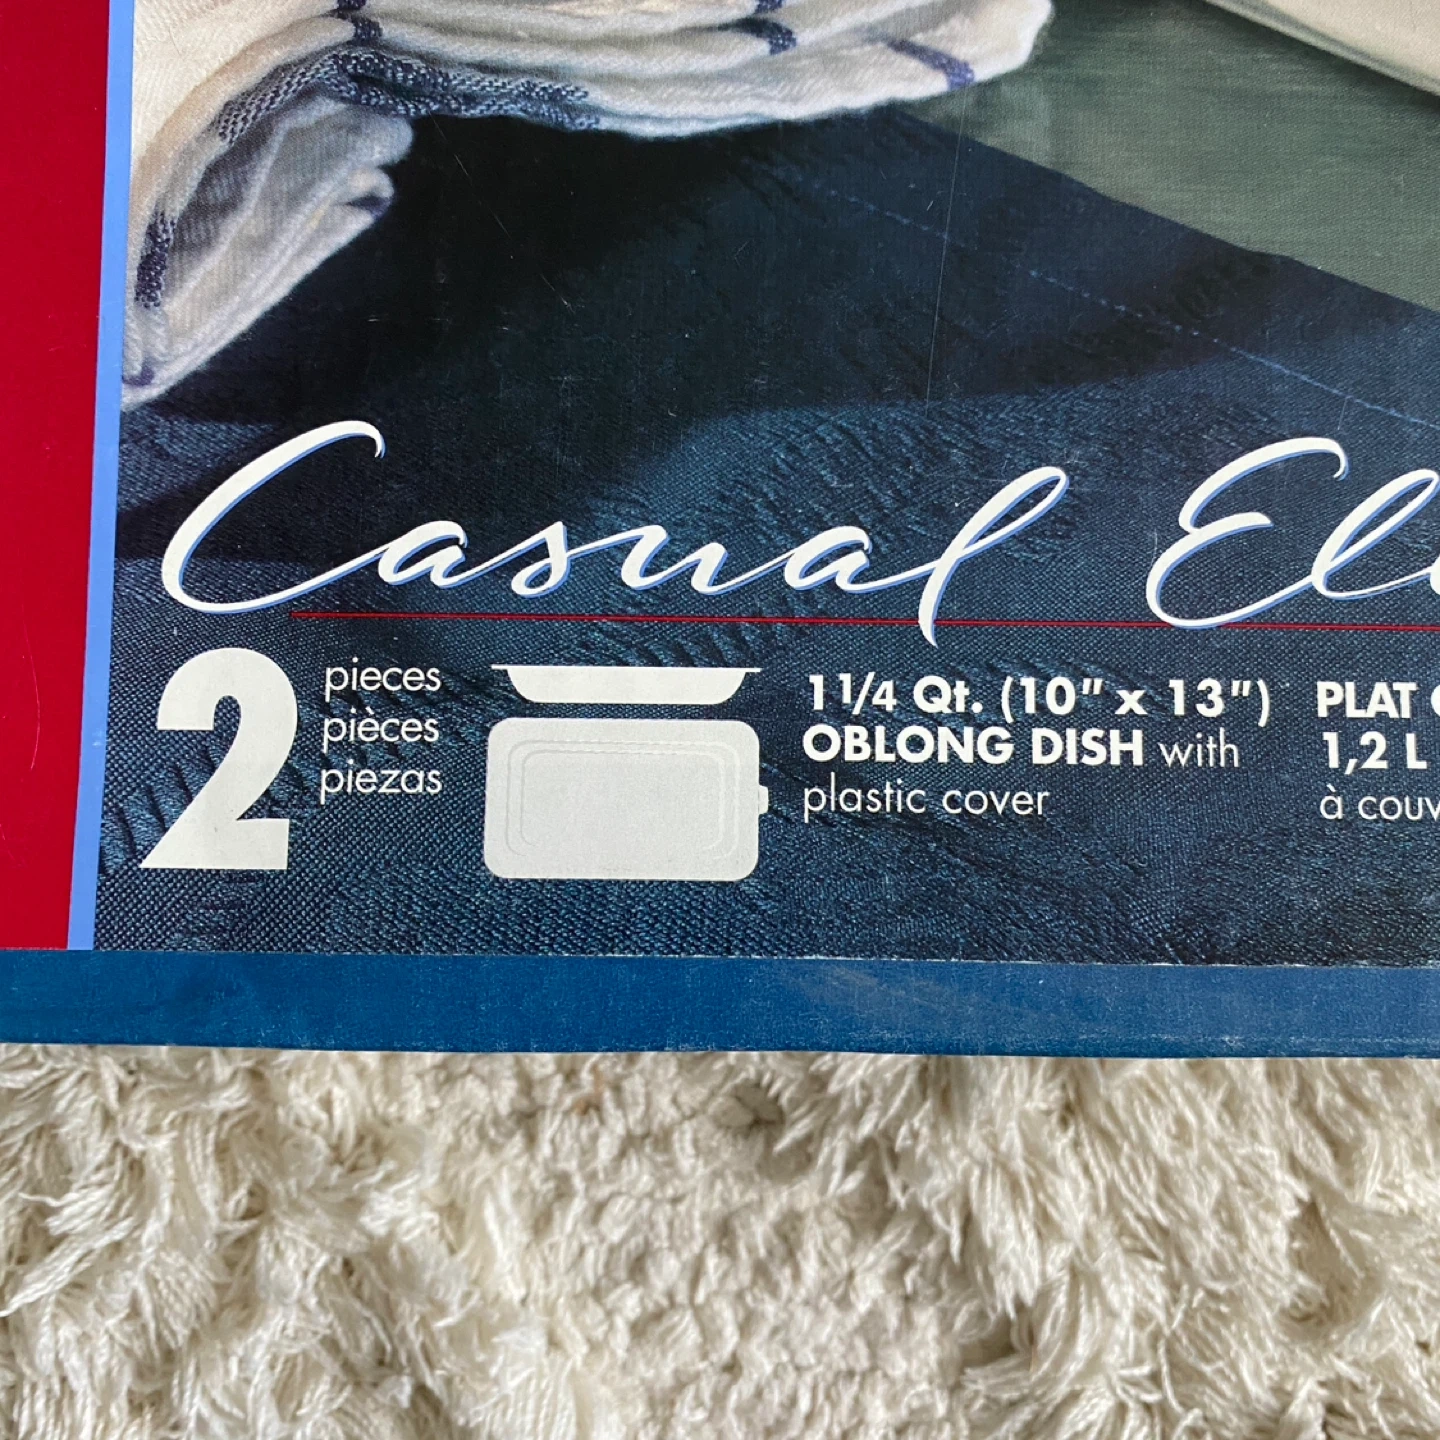 Casual
2
pieces
pièces
piezas
1 1/4 Qt. (10" x 13")
OBLONG DISH with
plastic cover
PLAT
1,2 L
à